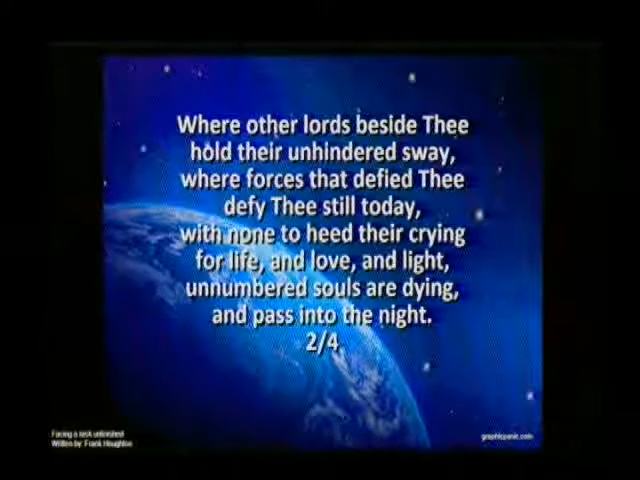 Where other lords beside Thee
hold their unhindered sway,
where forces that defied Thee
defy Thee still today,
with none to heed their crying
for life, and love, and light,
unnumbered souls are dying,
and pass into the night.
2/4
Facing a task unfinished
Written by: Frank Houghton
graphicpanic.com